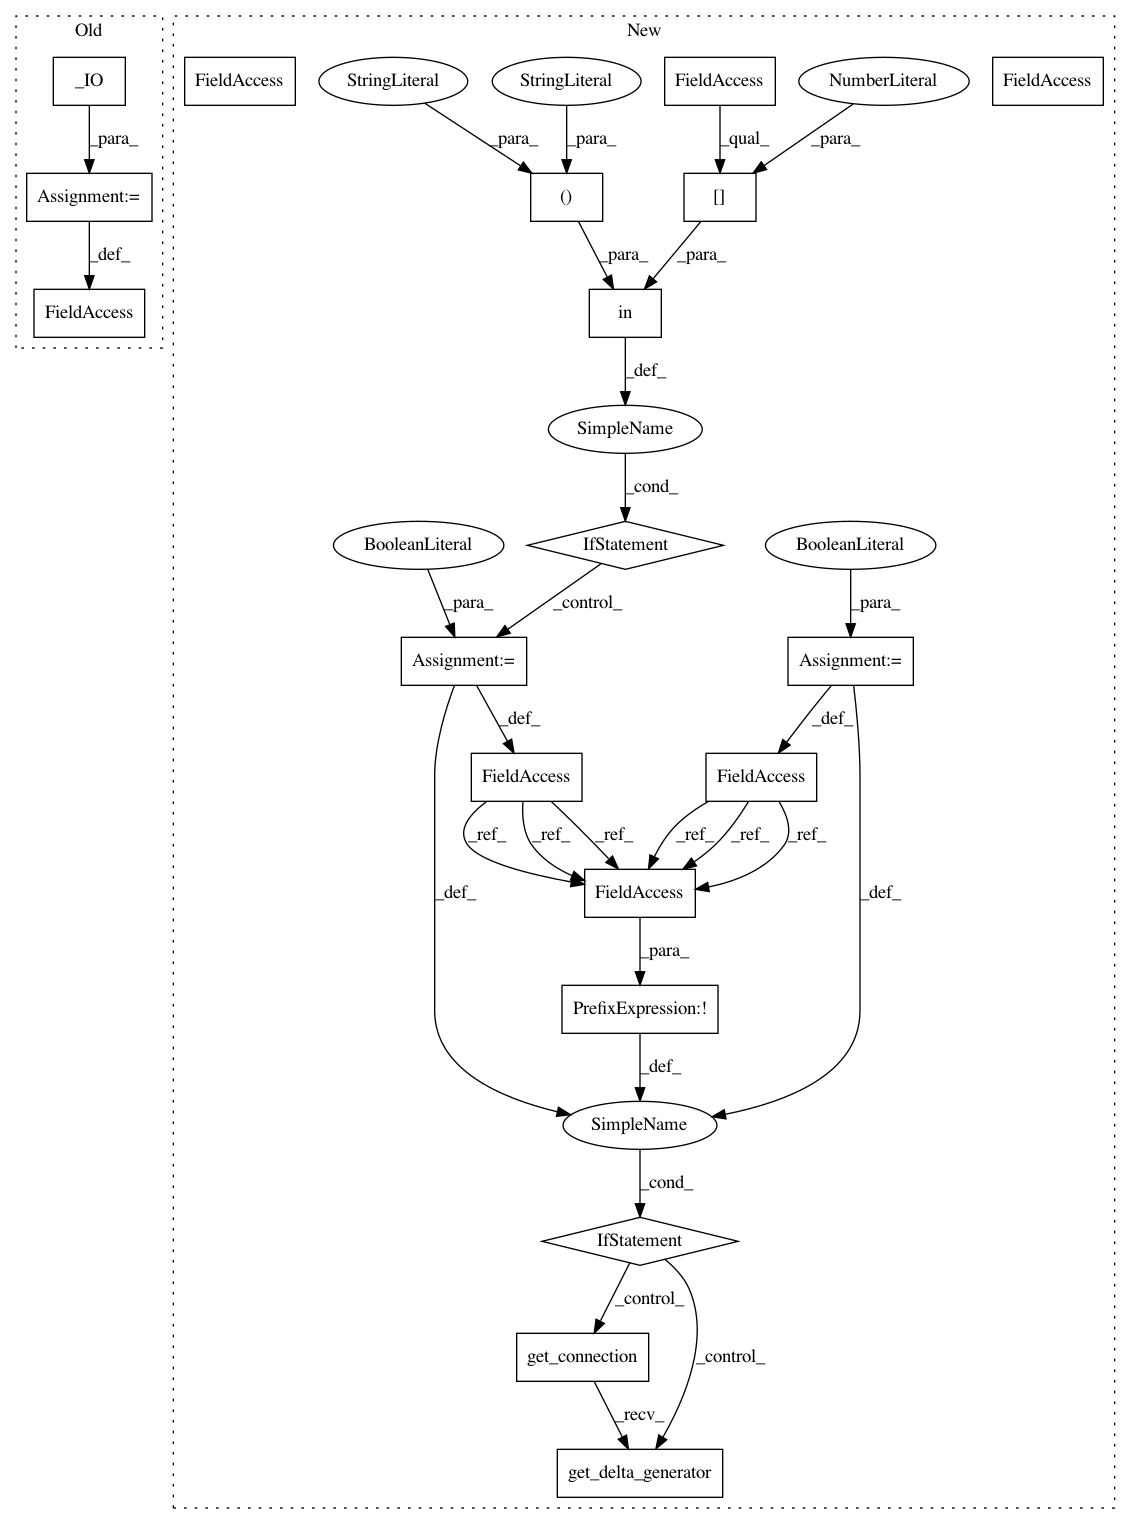 Old
New
_IO
FieldAccess
StringLiteral
StringLiteral
FieldAccess
NumberLiteral
FieldAccess
_para_
_para_
_para_
_qual_
_para_
Assignment:=
()
[]
_def_
_para_
_para_
FieldAccess
in
_def_
SimpleName
_cond_
BooleanLiteral
IfStatement
BooleanLiteral
_para_
_control_
_para_
Assignment:=
Assignment:=
_def_
_def_
FieldAccess
FieldAccess
_ref_
_ref_
_ref_
_ref_
_ref_
_ref_
_def_
FieldAccess
_def_
_para_
PrefixExpression:!
_def_
SimpleName
_cond_
IfStatement
_control_
get_connection
_control_
_recv_
get_delta_generator